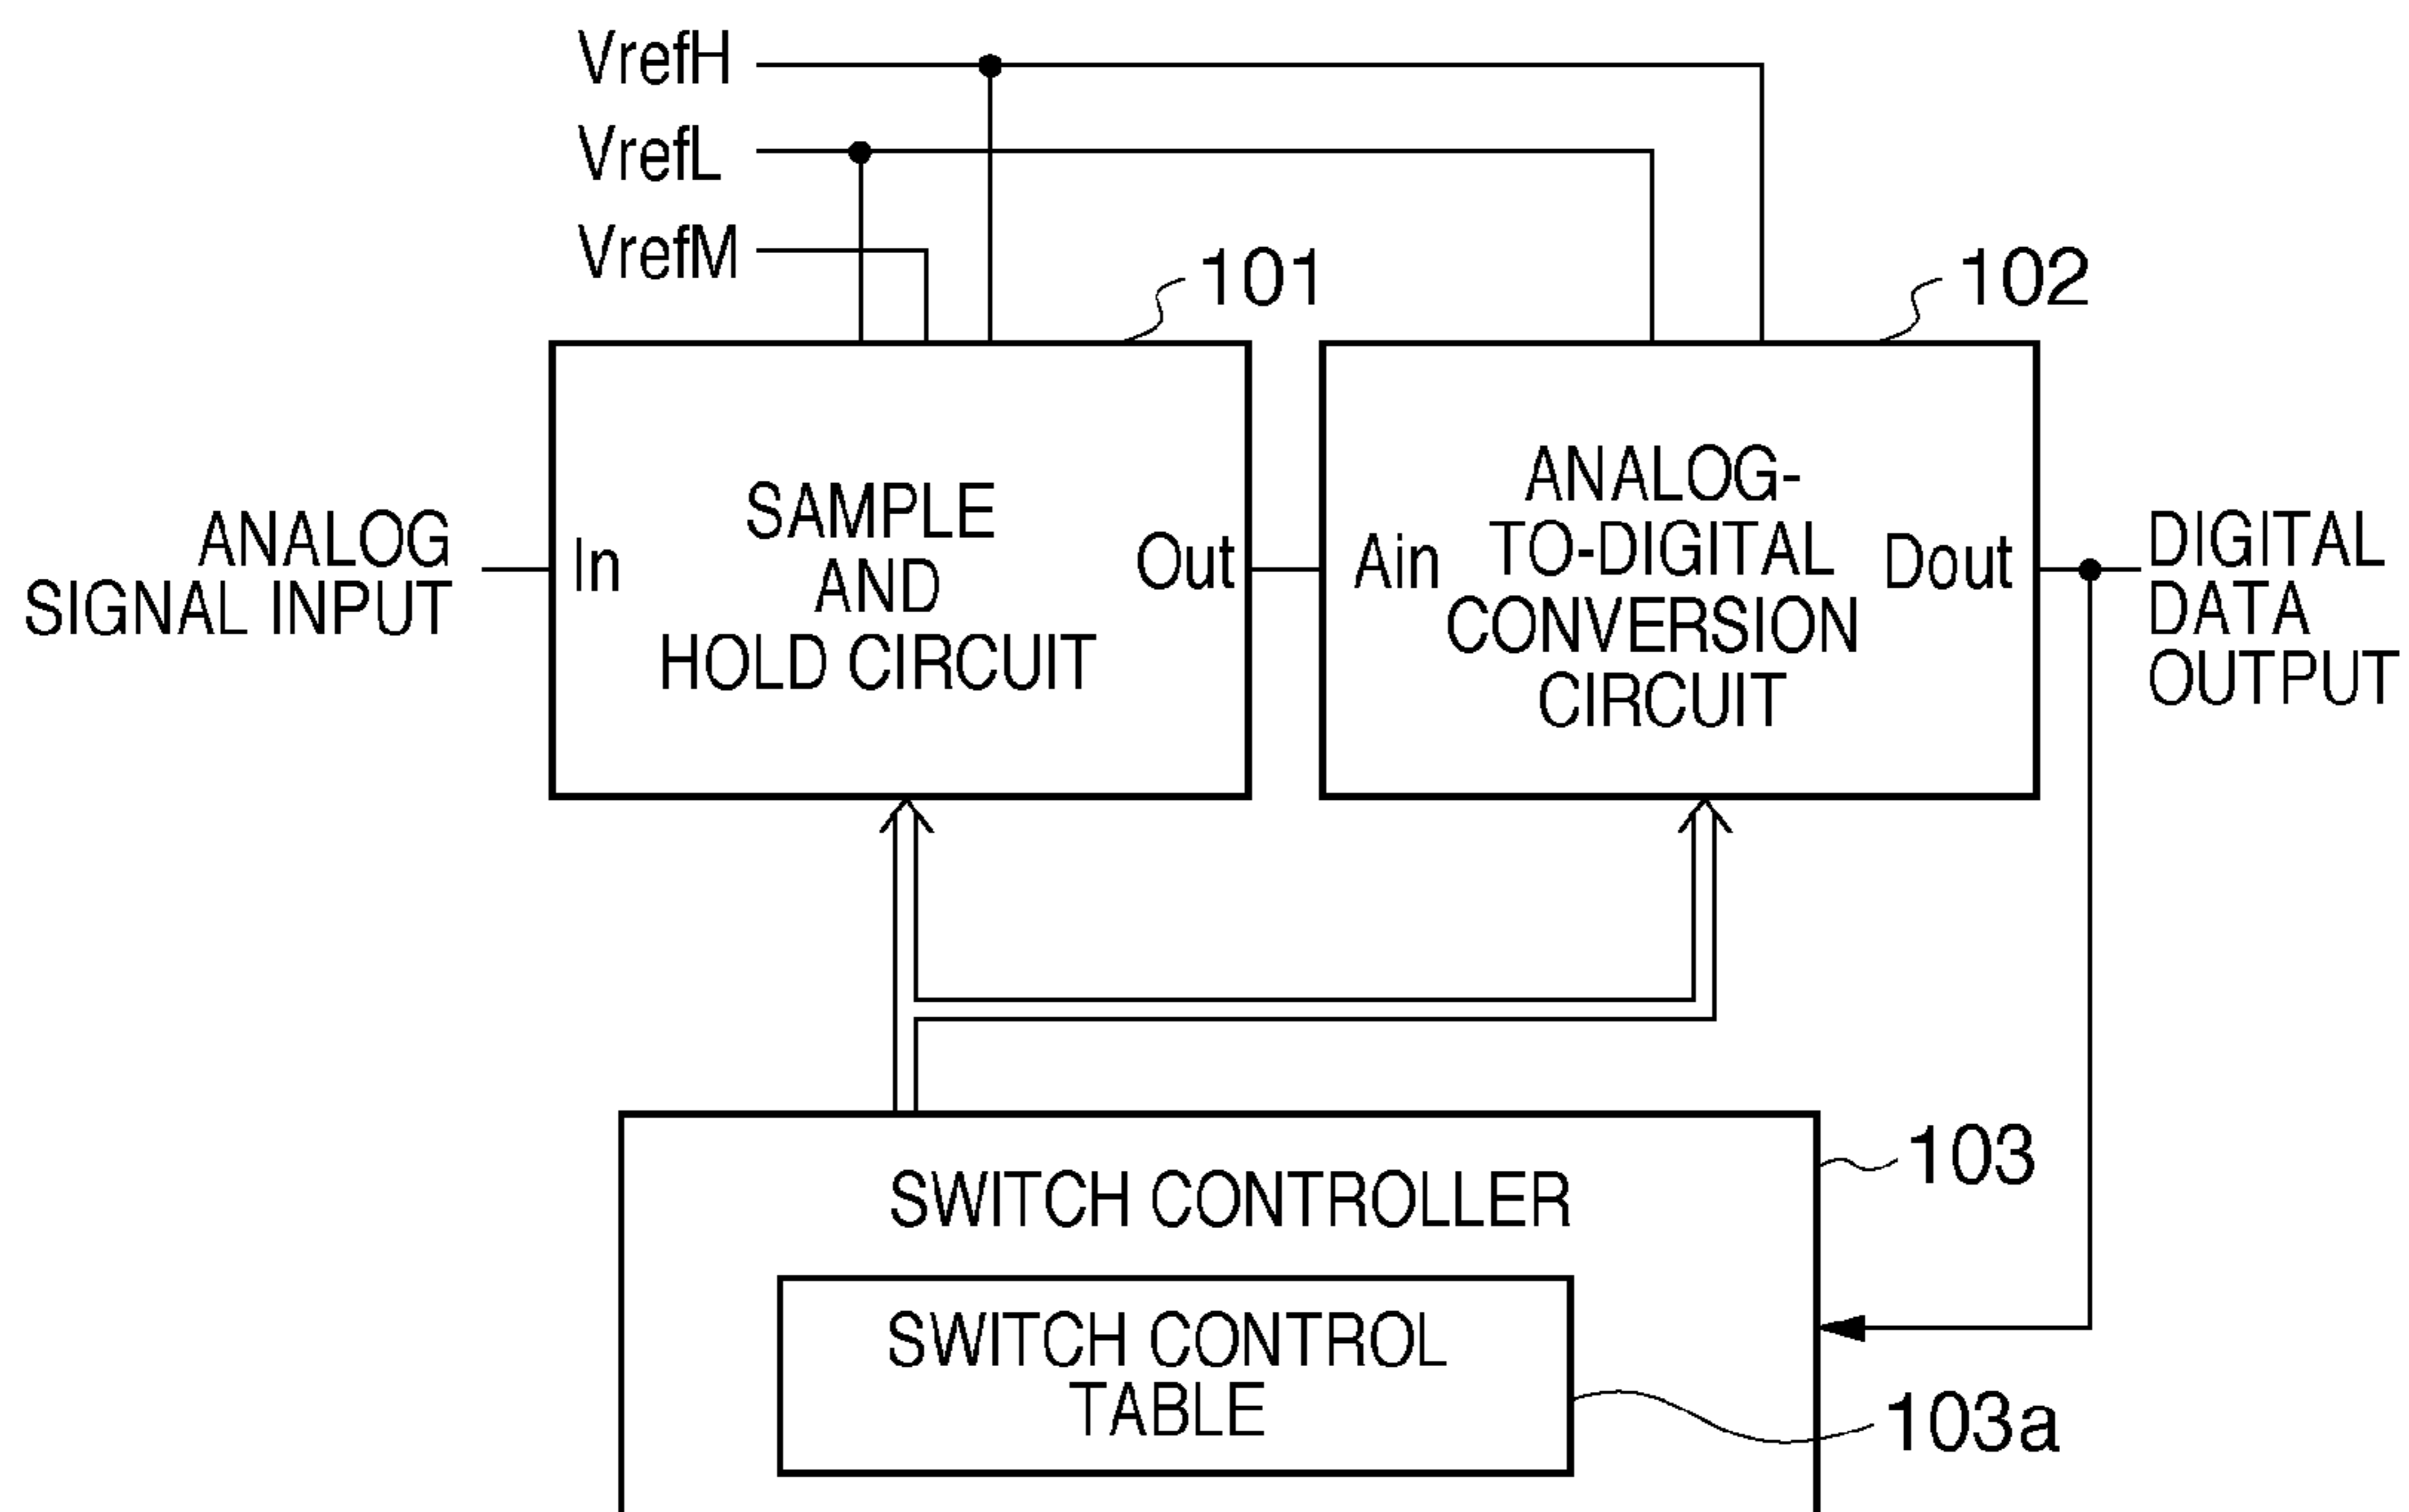 VrefH
VrefL
VrefM
101
102
ANALOG
SIGNAL INPUT
In
SAMPLE
AND
HOLD CIRCUIT
Out
Ain
ANALOG-
TO-DIGITAL
CONVERSION
CIRCUIT
Dout
DIGITAL
DATA
OUTPUT
SWITCH CONTROLLER
103
SWITCH CONTROL
TABLE
103a